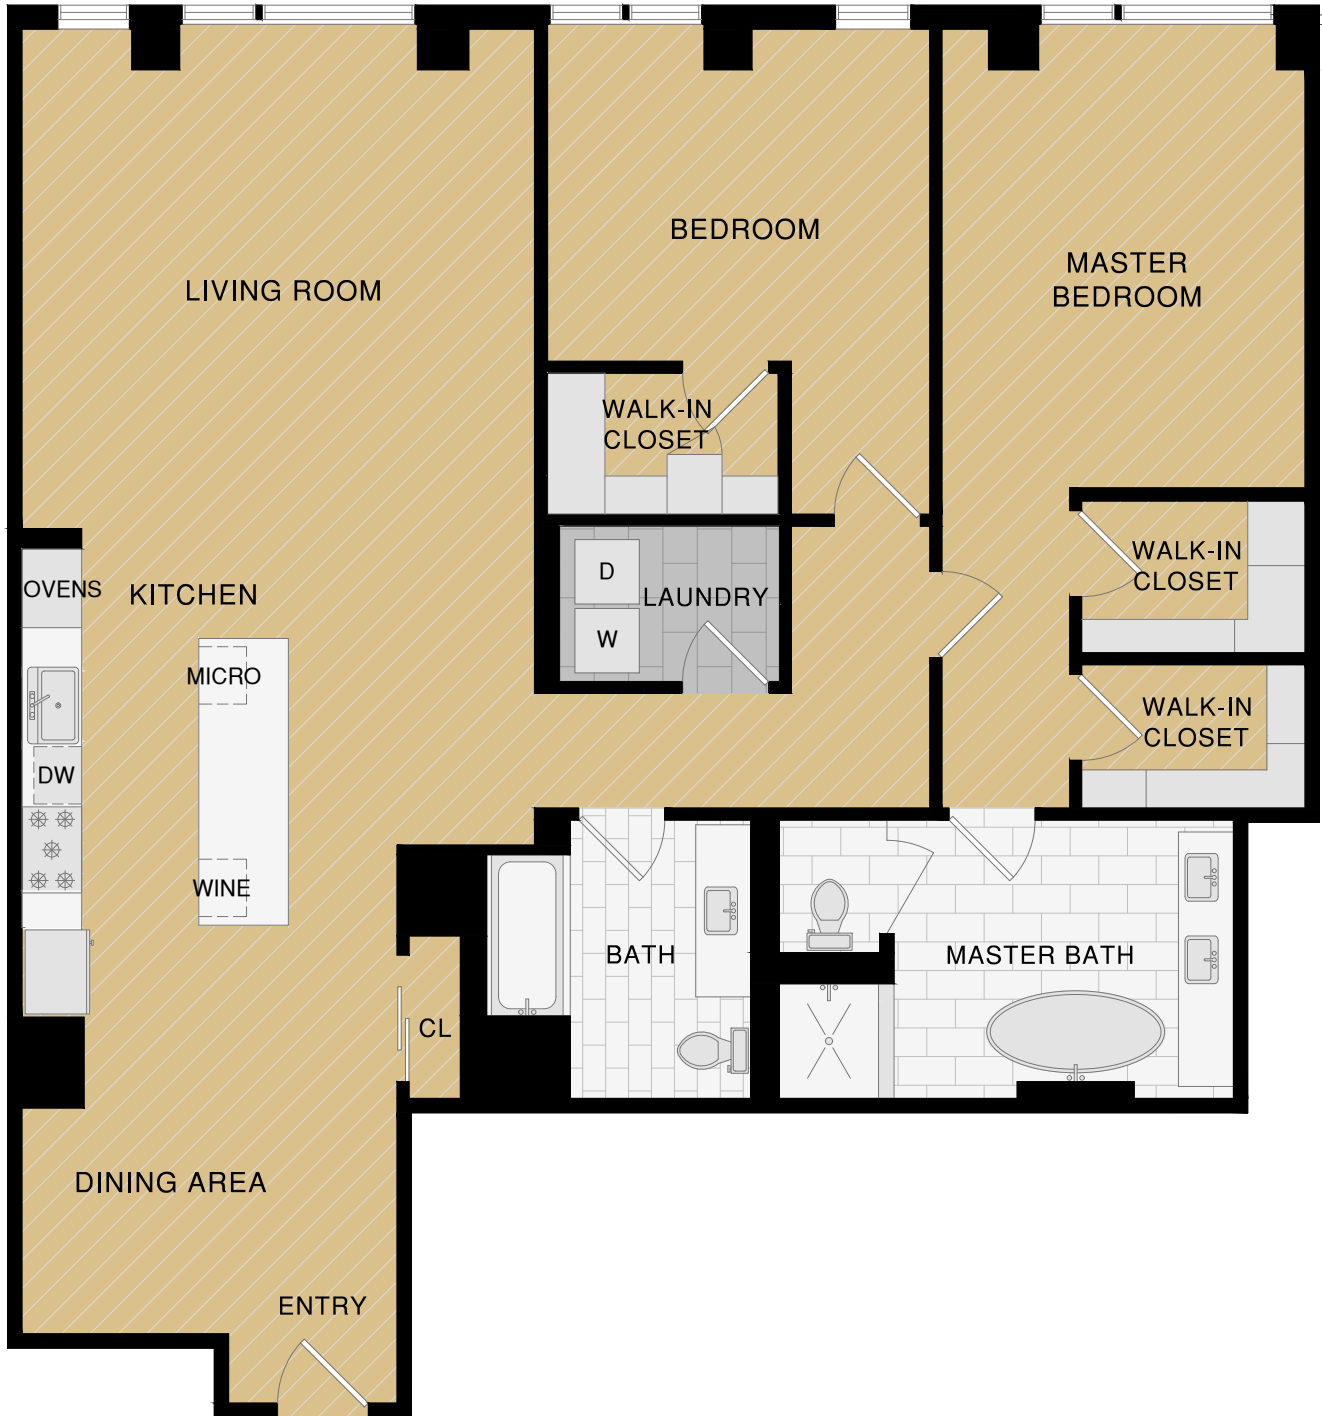 BEDROOM
MASTER
BEDROOM
LIVING ROOM
WALK-IN
CLOSET
WALK-IN
CLOSET
OVENS
KITCHEN
D
LAUNDRY
W
MICRO
WALK-IN
CLOSET
DW
WINE
BATH
MASTER BATH
CL
DINING AREA
ENTRY